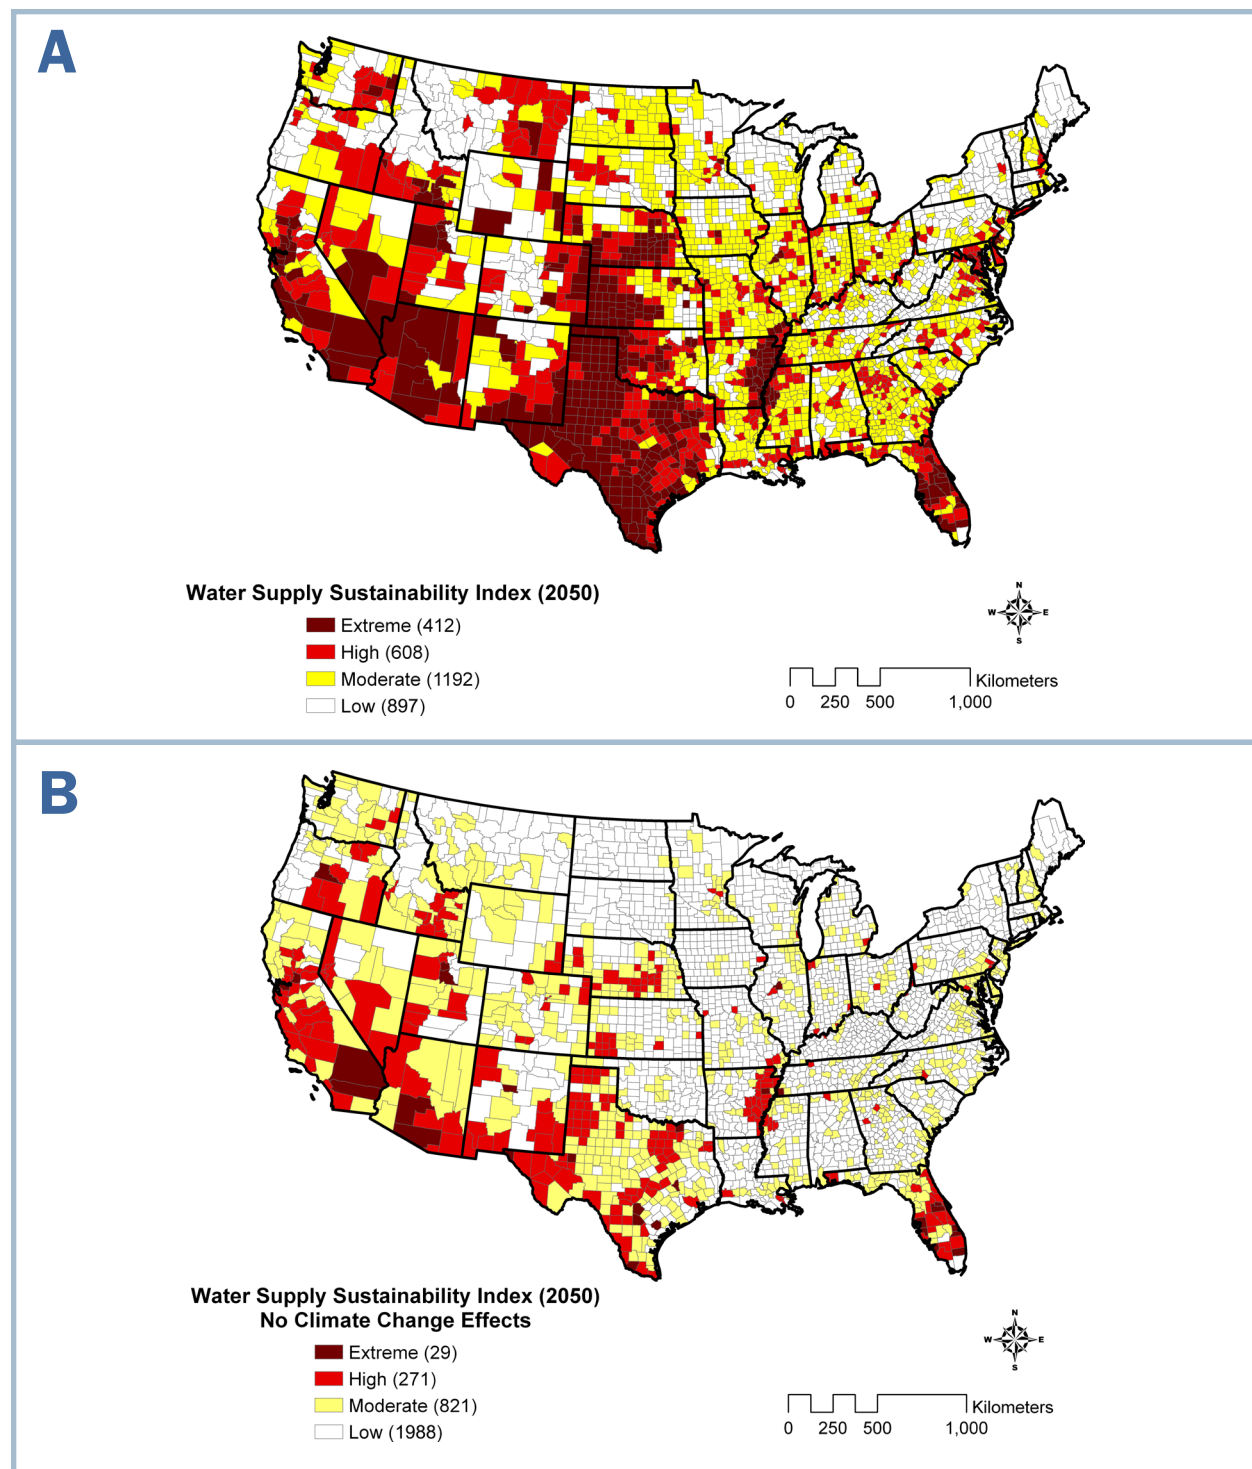 A
Water Supply Sustainability Index (2050)
Extreme (412)
High (608)
Moderate (1192)
Low (897)
N
W E
S
Kilometers
0 250 500 1,000
B
Water Supply Sustainability Index (2050)
No Climate Change Effects
Extreme (29)
High (271)
Moderate (821)
Low (1988)
N
W E
S
Kilometers
0 250 500 1,000